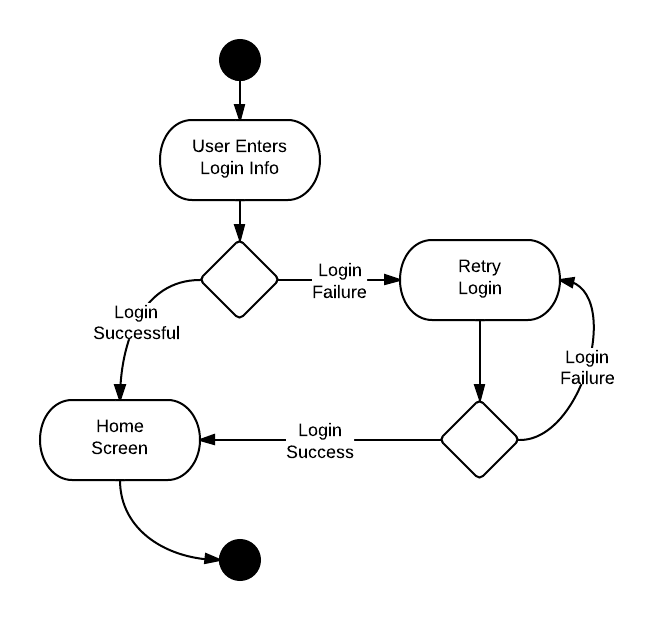 User Enters
Login Info
Login
Failure
Retry
Login
Login
Successful
Login
Failure
Home
Screen
Login
Success